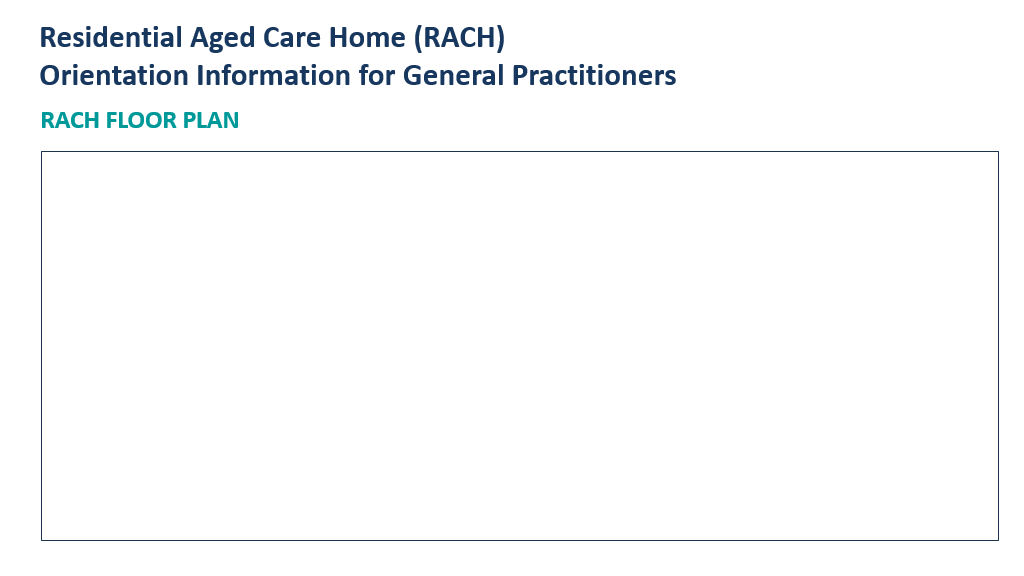 Residential Aged Care Home (RACH)
Orientation Information for General Practitioners
RACH FLOOR PLAN